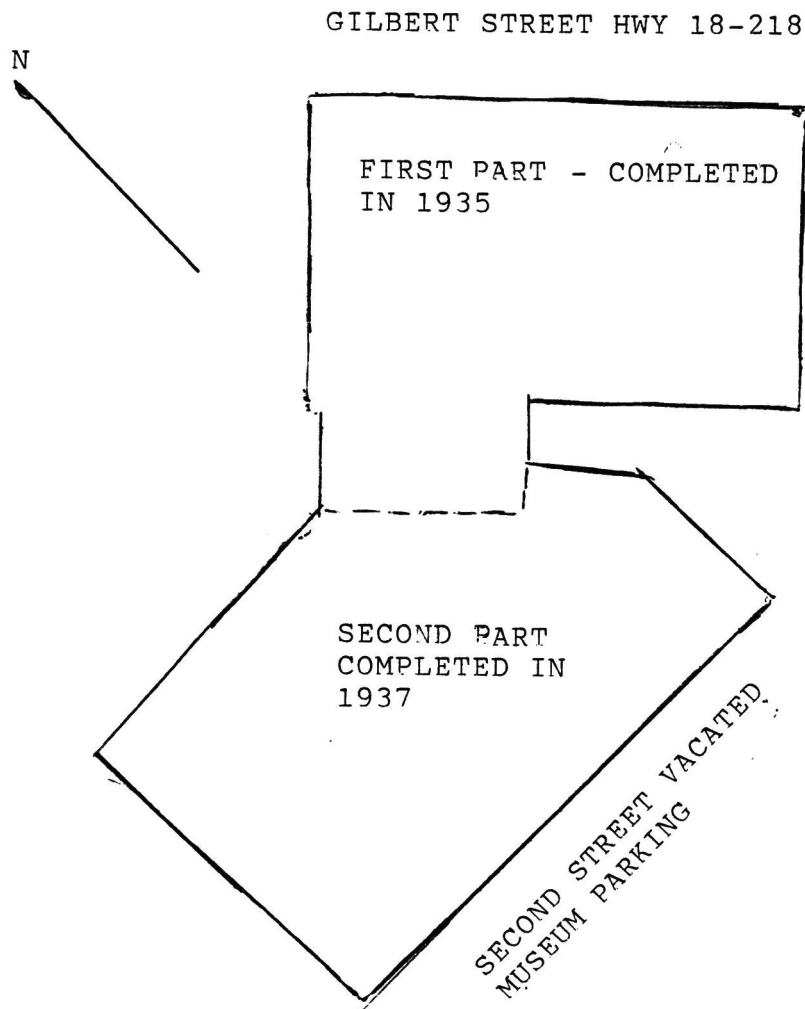 GILBERT STREET HWY 18-218
N
FIRST PART - COMPLETED
IN 1935
SECOND PART
COMPLETED IN
1937
SECOND STREET VACATED
MUSEUM PARKING